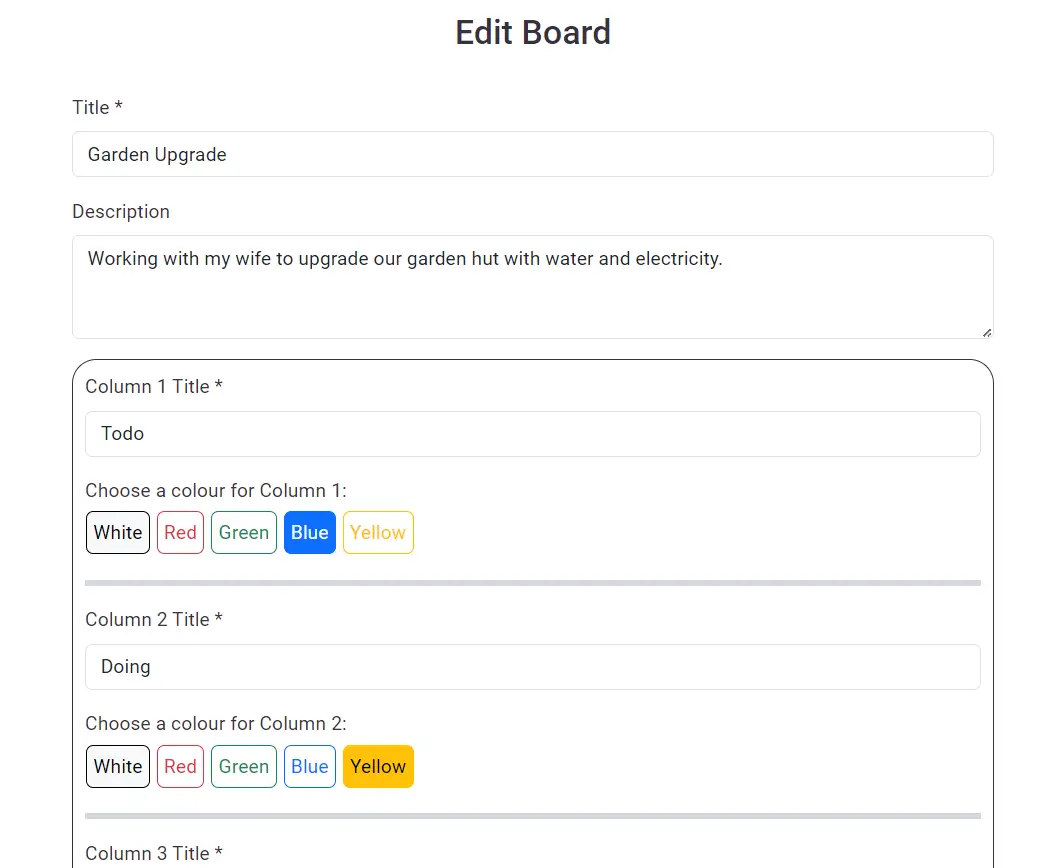 Edit Board
Title *
Garden Upgrade
Description
Working with my wife to upgrade our garden hut with water and electricity.
Column 1 Title *
Todo
Choose a colour for Column 1:
White Red Green Blue Yellow
Column 2 Title *
Doing
Choose a colour for Column 2:
White Red Green Blue Yellow
Column 3 Title *